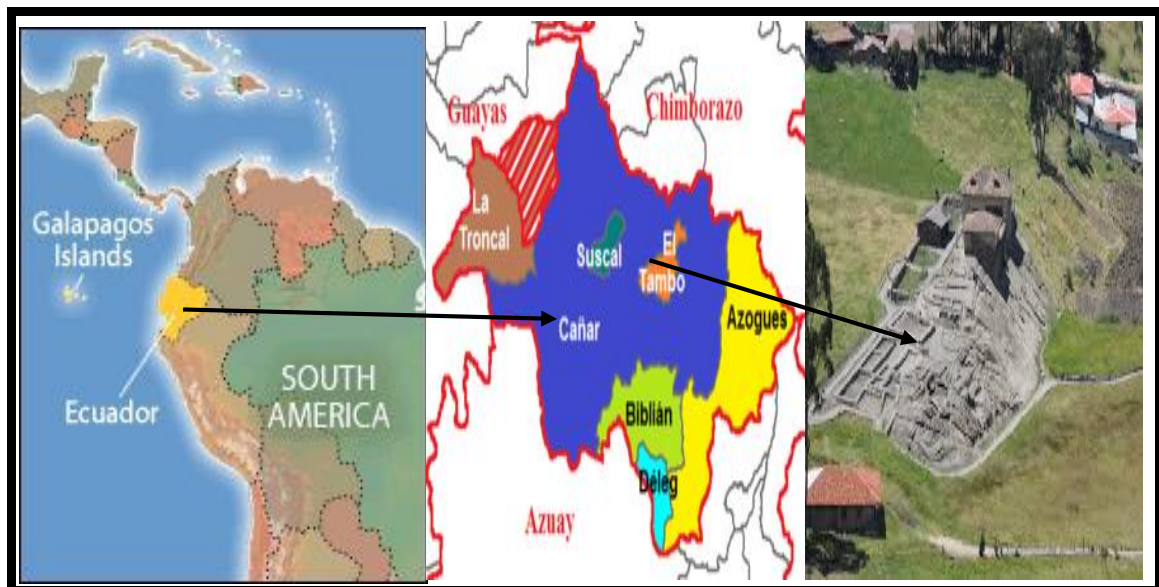 Galapagos
Islands
Ecuador
SOUTH
AMERICA
Guayas
Chimborazo
La
Troncal
Suscal
El
Tambo
Cañar
Azogues
Biblián
Déleg
Azuay